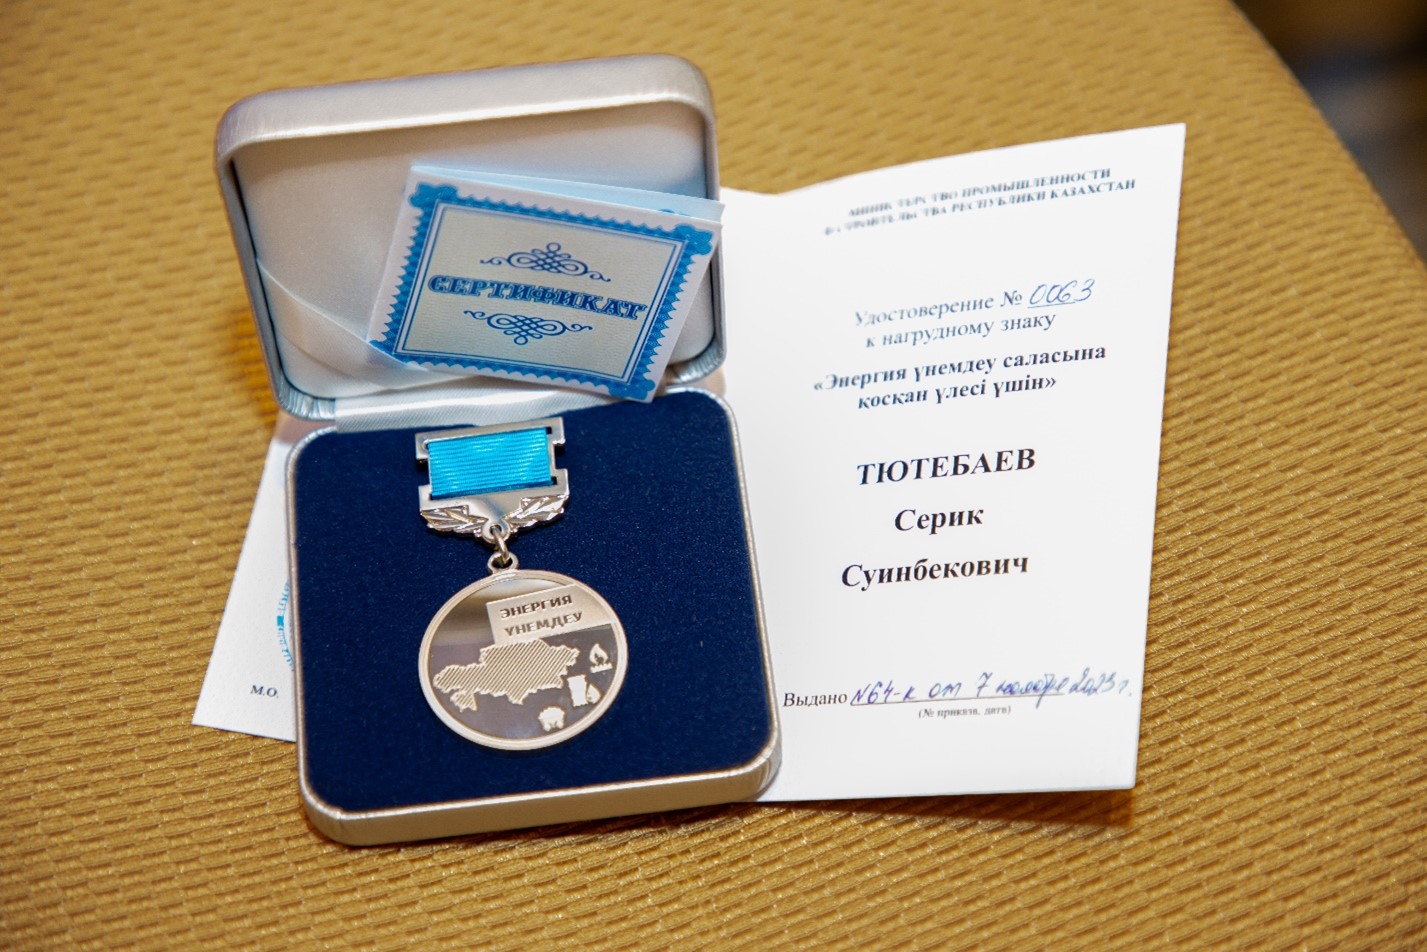 СЕРТИФИКАТ
ЭНЕРГИЯ
ҮНЕМДЕУ
М.О.
МИНИСТЕРСТВО ПРОМЫШЛЕННОСТИ
И СТРОИТЕЛЬСТВА РЕСПУБЛИКИ КАЗАХСТАН
Удостоверение № 0063
к нагрудному знаку
«Энергия үнемдеу саласына
қосқан үлесі үшін»
ТЮТЕБАЕВ
Серик
Суинбекович
Выдано №64-к от 7 ноября 2023 г.
(№ приказа, дата)